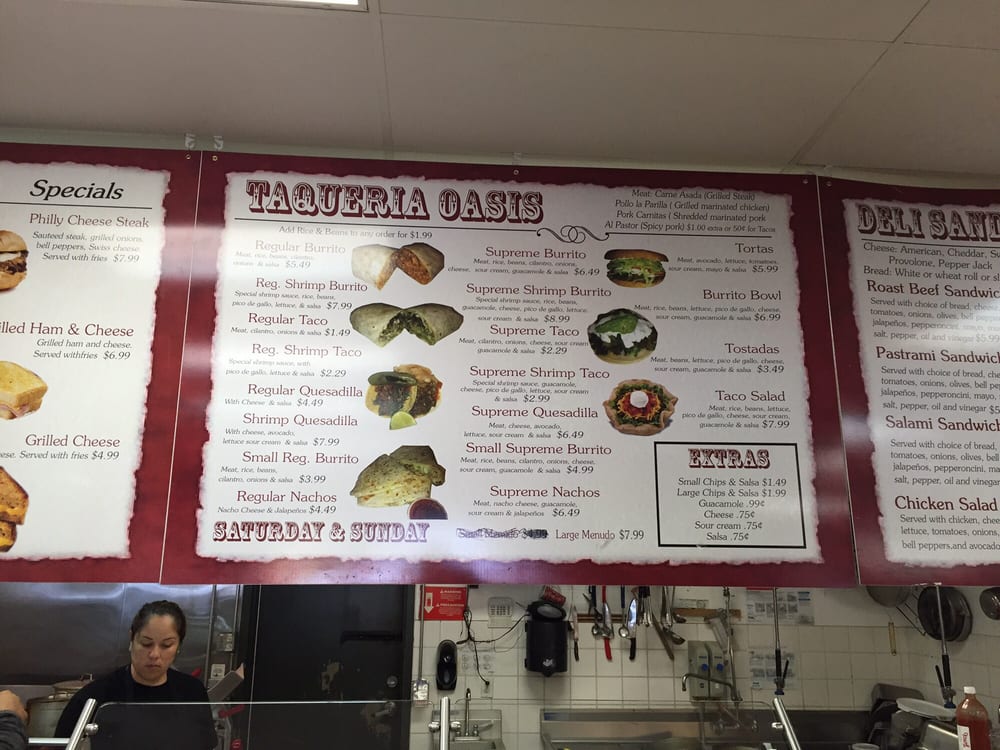 Specials
Philly Cheese Steak
Sauteed steak, grilled onions,
bell peppers, Swiss cheese
Served with fries $7.99
Ham & Cheese
Grilled ham and cheese.
Served withfries $6.99
Grilled Cheese
Served with fries $4.99
TAQUERIA OASIS
Add Rice & Beans to any order for $1.99
Meat: Carne Asada (Grilled Steak)
Pollo la Parilla ( Grilled marinated chicken)
Pork Carnitas ( Shredded marinated pork
Al Pastor (Spicy pork) $1.00 extra or 50¢ for Tacos
Regular Burrito
Meat, rice, beans, cilantro,
onions & salsa $5.49
Reg. Shrimp Burrito
Special shrimp sauce, rice, beans,
pico de gallo, lettuce, & salsa $7.99
Regular Taco
Meat, cilantro, onions & salsa $1.49
Reg. Shrimp Taco
Special shrimp sauce, with
pico de gallo, lettuce & salsa $2.29
Regular Quesadilla
With Cheese & salsa $4.49
Shrimp Quesadilla
With cheese, avocado,
lettuce sour cream & salsa $7.99
Small Reg. Burrito
Meat, rice, beans,
cilantro, onions & salsa $3.99
Regular Nachos
Nacho Cheese & Jalapeños $4.49
Supreme Burrito
Meat, rice, beans, cilantro, onions,
cheese, sour cream, guacamole & salsa $6.49
Supreme Shrimp Burrito
Special shrimp sauce, rice, beans,
guacamole, cheese, pico de gallo, lettuce,
sour cream & salsa $8.99
Supreme Taco
Meat, cilantro, onions, cheese, sour cream
guacamole & salsa $2.29
Supreme Shrimp Taco
Special shrimp sauce, guacamole,
cheese, pico de gallo, lettuce, sour cream
& salsa $2.99
Supreme Quesadilla
Meat, cheese, avocado,
lettuce, sour cream & salsa $6.49
Small Supreme Burrito
Meat, rice, beans, cilantro, onions, cheese,
sour cream, guacamole & salsa $4.99
Supreme Nachos
Meat, nacho cheese, guacamole,
sour cream & jalapeños $6.49
Tortas
Meat, avocado, lettuce, tomatoes,
sour cream, mayo & salsa $5.99
Burrito Bowl
Meat, rice, beans, lettuce, pico de gallo, cheese,
sour cream, guacamole & salsa $6.99
Tostadas
Meat, beans, lettuce, pico de gallo, cheese,
sour cream, guacamole & salsa $3.49
Taco Salad
Meat, rice, beans, lettuce,
pico de gallo, cheese, sour cream,
guacamole & salsa $7.99
EXTRAS
Small Chips & Salsa $1.49
Large Chips & Salsa $1.99
Guacamole .99¢
Cheese .75¢
Sour cream .75¢
Salsa .75¢
SATURDAY & SUNDAY Small Menudo Large Menudo $7.99
DELI
Cheese: American, Cheddar,
Provolone, Pepper Jack
Bread: White or wheat roll or
Roast Beef Sandwich
Served with choice of bread,
tomatoes, onions, olives, bell
jalapeños, pepperoncini, mayo,
salt, pepper, oil and vinegar $5.99
Pastrami Sandwich
Served with choice of bread,
tomatoes, onions, olives, bell
jalapeños, pepperoncini, mayo,
salt, pepper, oil and vinegar
Salami Sandwich
Served with choice of bread
tomatoes, onions, olives, bell
jalapeños, pepperoncini,
salt, pepper, oil and vinegar
Chicken Salad
Served with chicken,
lettuce, tomatoes, onions,
bell peppers,and avocado